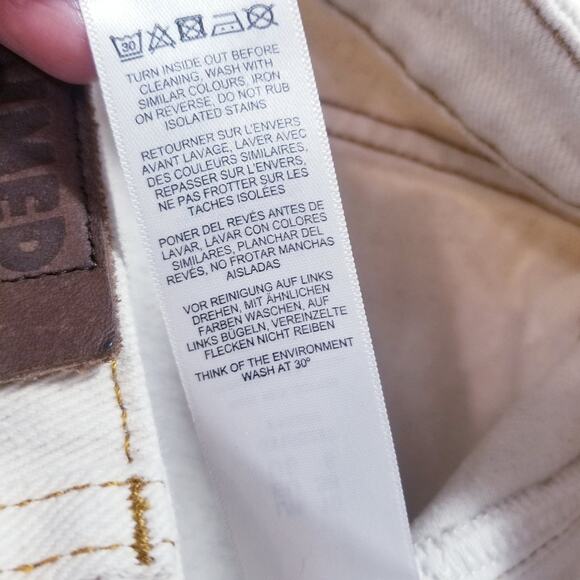 30
TURN INSIDE OUT BEFORE
CLEANING, WASH WITH
SIMILAR COLOURS, IRON
ON REVERSE, DO NOT RUB
ISOLATED STAINS
RETOURNER SUR L'ENVERS
AVANT LAVAGE, LAVER AVEC
DES COULEURS SIMILAIRES,
REPASSER SUR L'ENVERS,
NE PAS FROTTER SUR LES
TACHES ISOLÉES
PONER DEL REVÉS ANTES DE
LAVAR, LAVAR CON COLORES
SIMILARES, PLANCHAR DEL
REVÉS, NO FROTAR MANCHAS
AISLADAS
VOR REINIGUNG AUF LINKS
DREHEN, MIT ÄHNLICHEN
FARBEN WASCHEN, AUF
LINKS BÜGELN, VEREINZELTE
FLECKEN NICHT REIBEN
THINK OF THE ENVIRONMENT
WASH AT 30°